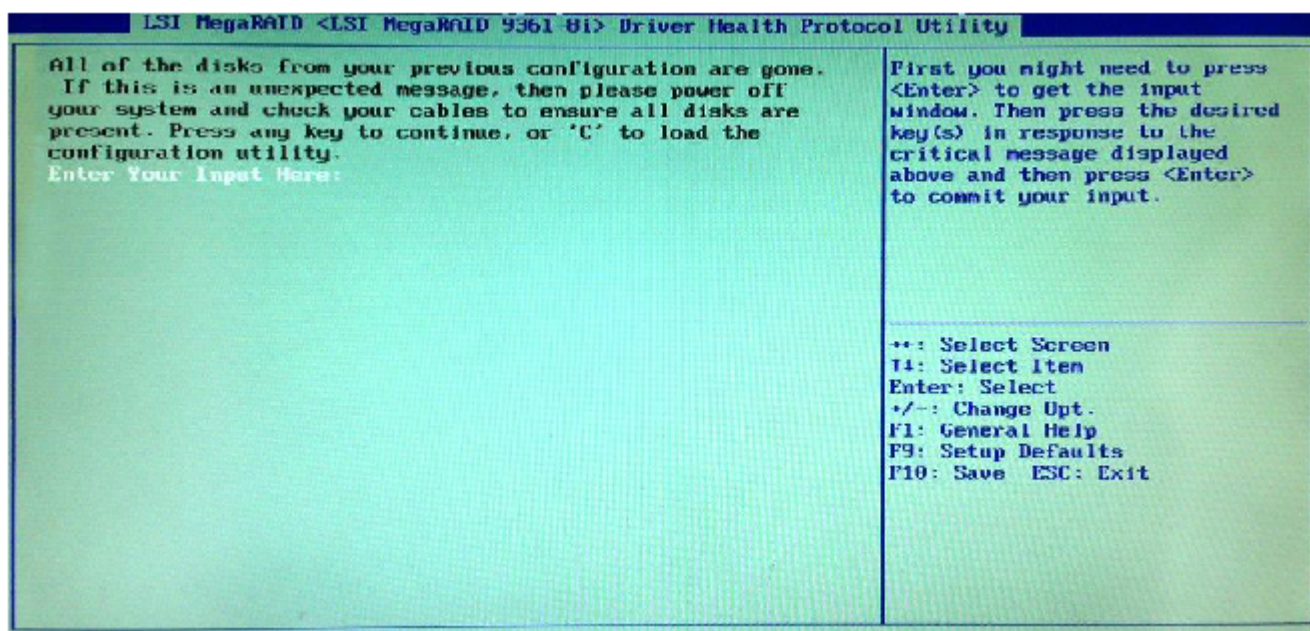 LSI MegaRAID <LSI MegaRAID 9361-8i> Driver Health Protocol Utility
All of the disks from your previous configuration are gone.
If this is an unexpected message, then please power off
your system and check your cables to ensure all disks are
present. Press any key to continue, or 'C' to load the
configuration utility.
Enter Your Input Here:
First you might need to press
<Enter> to get the input
window. Then press the desired
key(s) in response to the
critical message displayed
above and then press <Enter>
to commit your input.
→←: Select Screen
↑↓: Select Item
Enter: Select
+/-: Change Opt.
F1: General Help
F9: Setup Defaults
F10: Save ESC: Exit